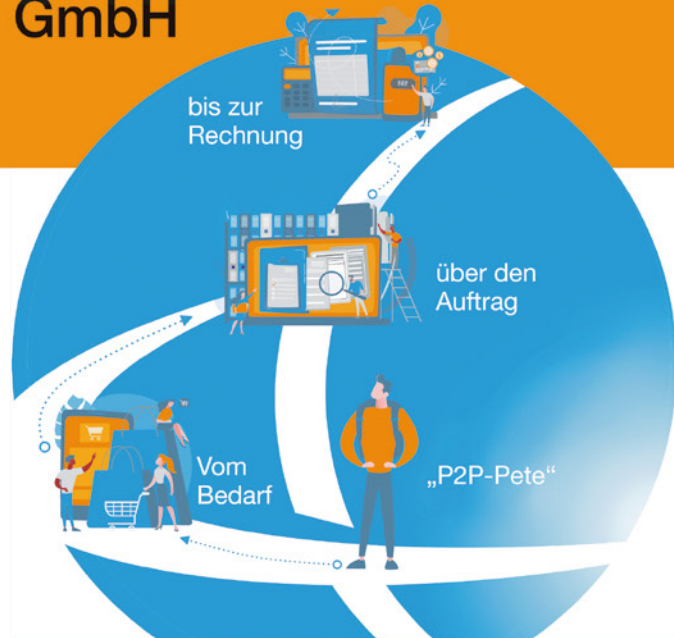 GmbH
bis zur
Rechnung
über den
Auftrag
Vom
Bedarf
„P2P-Pete“